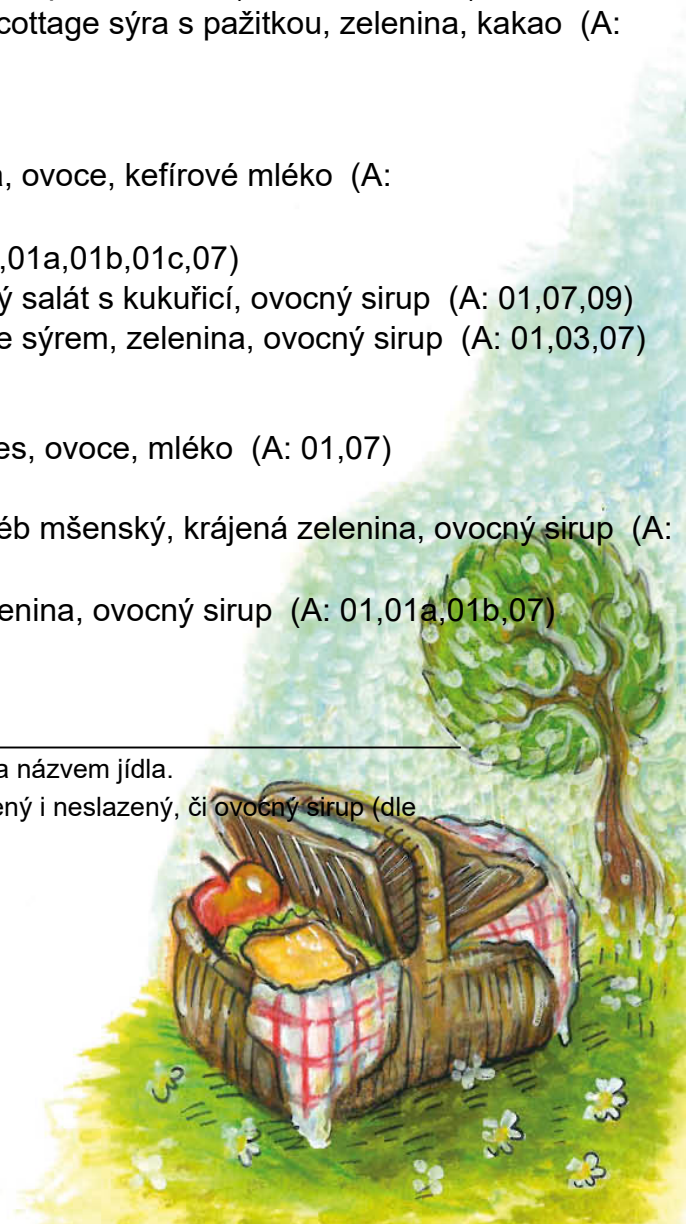 cottage sýra s pažitkou, zelenina, kakao (A:
, ovoce, kefírové mléko (A:
,01a,01b,01c,07)
ý salát s kukuřicí, ovocný sirup (A: 01,07,09)
e sýrem, zelenina, ovocný sirup (A: 01,03,07)
es, ovoce, mléko (A: 01,07)
éb mšenský, krájená zelenina, ovocný sirup (A:
enina, ovocný sirup (A: 01,01a,01b,07)
a názvem jídla.
ený i neslazený, či ovocný sirup (dle